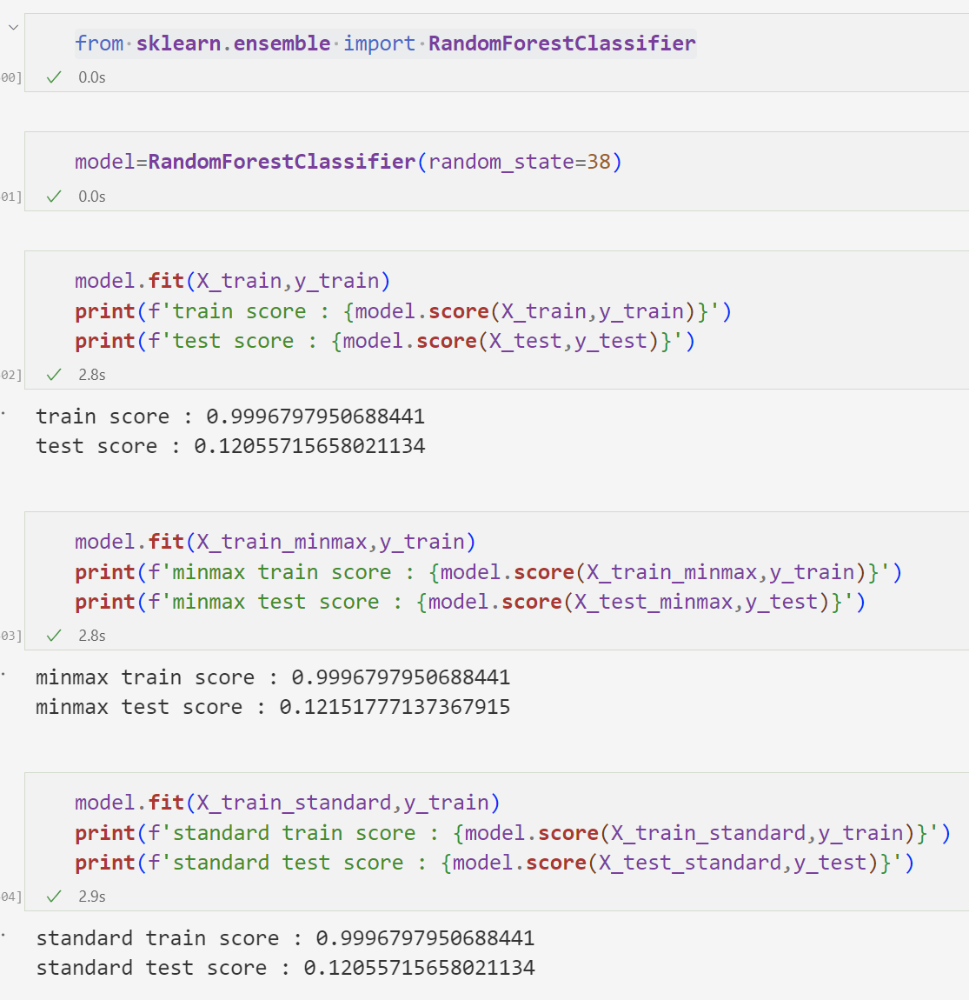 from sklearn.ensemble import RandomForestClassifier
00]
0.0s
model=RandomForestClassifier(random_state=38)
01]
0.0s
model.fit(X_train,y_train)
print(f'train score : {model.score(X_train,y_train)}')
print(f'test score : {model.score(X_test,y_test)}')
02]
2.8s
train score : 0.9996797950688441
test score : 0.12055715658021134
model.fit(X_train_minmax,y_train)
print(f'minmax train score : {model.score(X_train_minmax,y_train)}')
print(f'minmax test score : {model.score(X_test_minmax,y_test)}')
03]
2.8s
minmax train score : 0.9996797950688441
minmax test score : 0.12151777137367915
model.fit(X_train_standard,y_train)
print(f'standard train score : {model.score(X_train_standard,y_train)}')
print(f'standard test score : {model.score(X_test_standard,y_test)}')
04]
2.9s
standard train score : 0.9996797950688441
standard test score : 0.12055715658021134